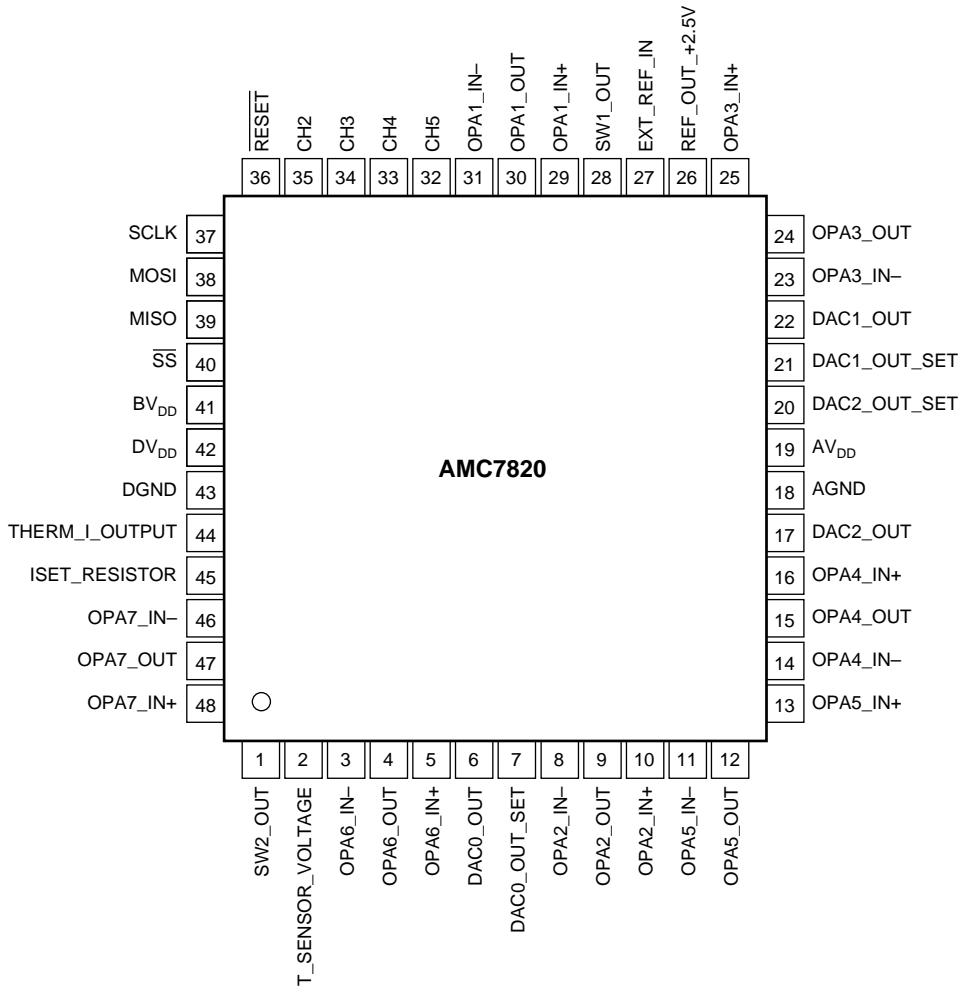 RESET
CH2
CH3
CH4
CH5
OPA1_IN–
OPA1_OUT
OPA1_IN+
SW1_OUT
EXT_REF_IN
REF_OUT_+2.5V
OPA3_IN+
36 35 34 33 32 31 30 29 28 27 26 25
SCLK 37
MOSI 38
MISO 39
SS 40
BVDD 41
DVDD 42
DGND 43
THERM_I_OUTPUT 44
ISET_RESISTOR 45
OPA7_IN– 46
OPA7_OUT 47
OPA7_IN+ 48
AMC7820
24 OPA3_OUT
23 OPA3_IN–
22 DAC1_OUT
21 DAC1_OUT_SET
20 DAC2_OUT_SET
19 AVDD
18 AGND
17 DAC2_OUT
16 OPA4_IN+
15 OPA4_OUT
14 OPA4_IN–
13 OPA5_IN+
1 2 3 4 5 6 7 8 9 10 11 12
SW2_OUT
T_SENSOR_VOLTAGE
OPA6_IN–
OPA6_OUT
OPA6_IN+
DAC0_OUT
DAC0_OUT_SET
OPA2_IN–
OPA2_OUT
OPA2_IN+
OPA5_IN–
OPA5_OUT